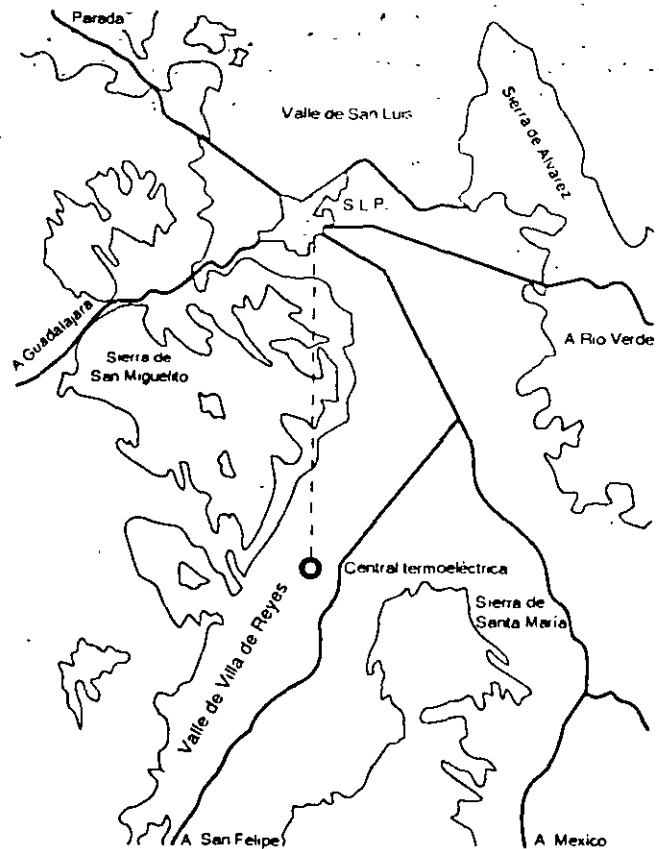 Parada
Valle de San Luis
Sierra de Alvarez
S.L.P.
A Guadalajara
A Rio Verde
Sierra de
San Miguelito
Central termoeléctrica
Sierra de
Santa María
Valle de Villa de Reyes
A San Felipe
A Mexico